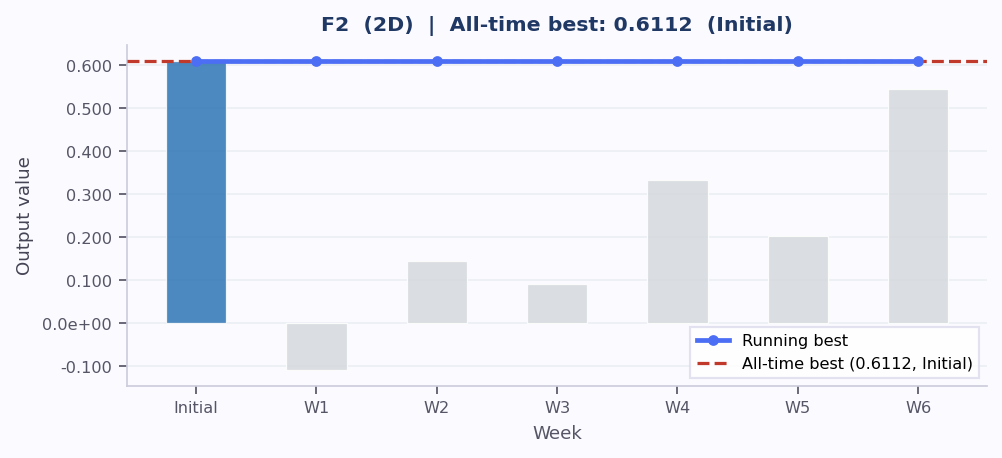 F2  (2D)  |  All-time best: 0.6112  (Initial)
Output value
0.600
0.500
0.400
0.300
0.200
0.100
0.0e+00
-0.100
Running best
All-time best (0.6112, Initial)
Initial W1 W2 W3 W4 W5 W6
Week